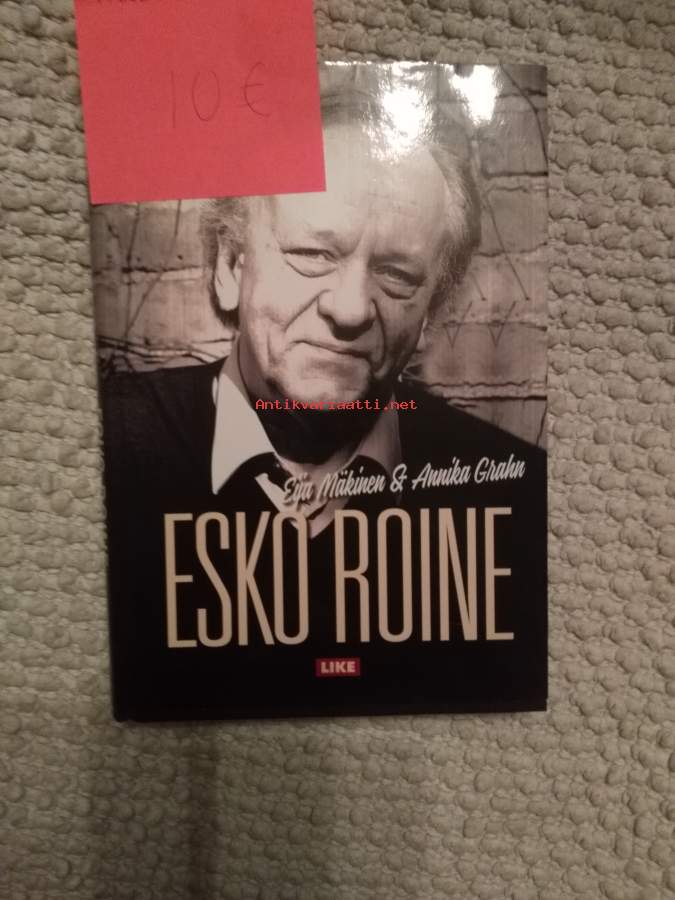 10 €
Antikvariaatti.net
Eija Mäkinen & Annika Grahn
ESKO ROINE
LIKE